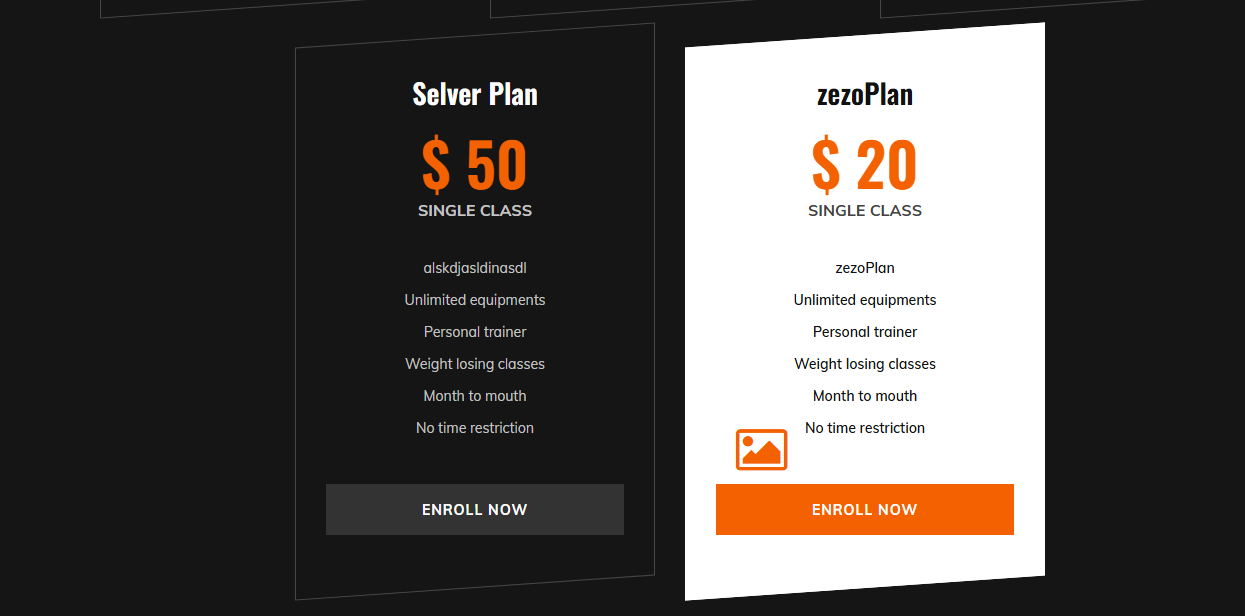 Selver Plan
$ 50
SINGLE CLASS
alskdjasldinasdl
Unlimited equipments
Personal trainer
Weight losing classes
Month to mouth
No time restriction
ENROLL NOW
zezoPlan
$ 20
SINGLE CLASS
zezoPlan
Unlimited equipments
Personal trainer
Weight losing classes
Month to mouth
No time restriction
ENROLL NOW